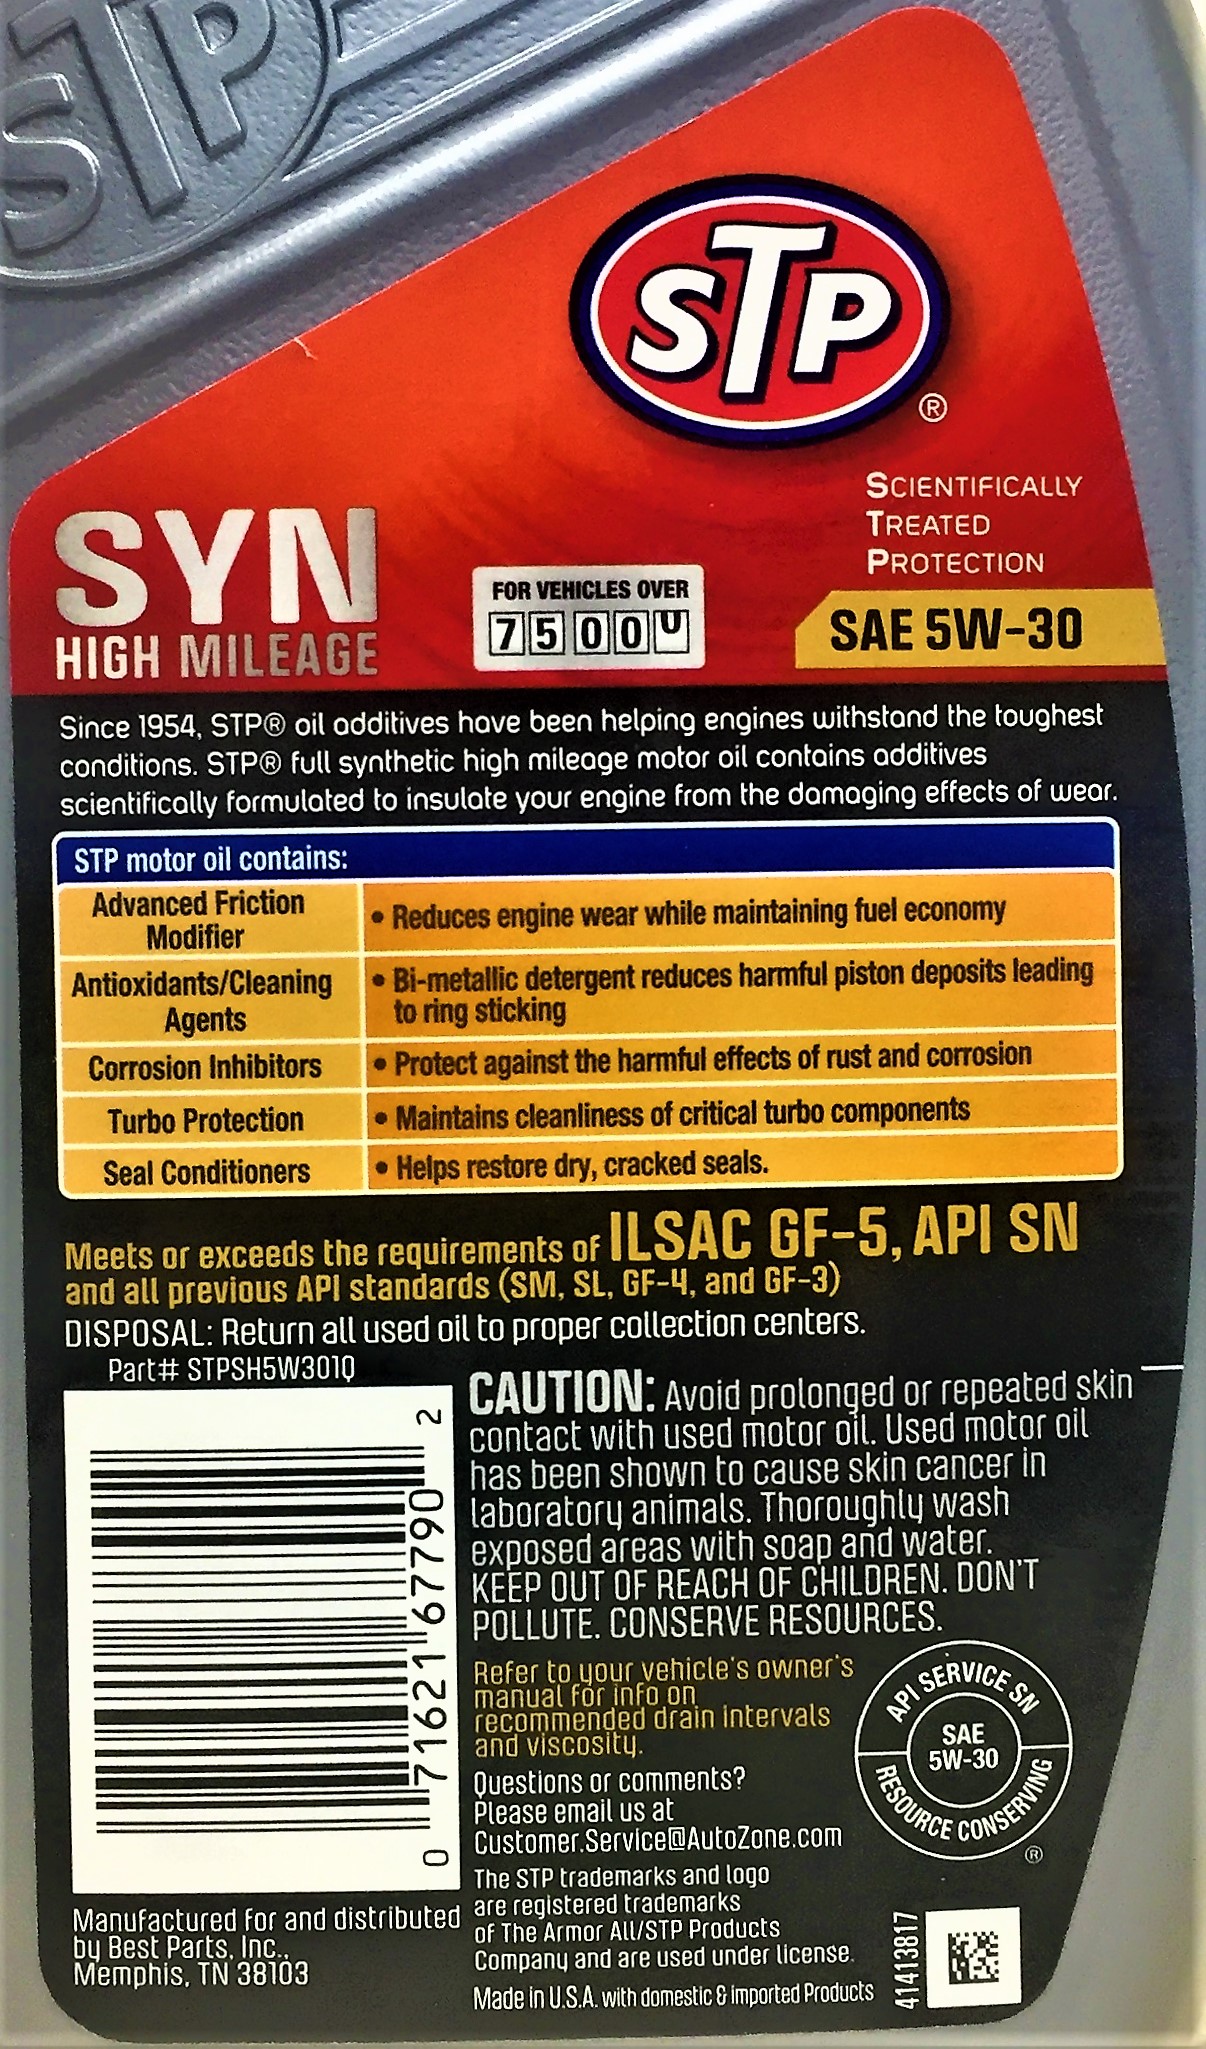 STP
STP
®
SCIENTIFICALLY
TREATED
PROTECTION
SYN
HIGH MILEAGE
FOR VEHICLES OVER
75000
SAE 5W-30
Since 1954, STP® oil additives have been helping engines withstand the toughest
conditions. STP® full synthetic high mileage motor oil contains additives
scientifically formulated to insulate your engine from the damaging effects of wear.
STP motor oil contains:
Advanced Friction
Modifier
• Reduces engine wear while maintaining fuel economy
Antioxidants/Cleaning
Agents
• Bi-metallic detergent reduces harmful piston deposits leading
to ring sticking
Corrosion Inhibitors
• Protect against the harmful effects of rust and corrosion
Turbo Protection
• Maintains cleanliness of critical turbo components
Seal Conditioners
• Helps restore dry, cracked seals.
Meets or exceeds the requirements of ILSAC GF-5, API SN
and all previous API standards (SM, SL, GF-4, and GF-3)
DISPOSAL: Return all used oil to proper collection centers.
Part# STPSH5W301Q
0 71621 67790 2
CAUTION: Avoid prolonged or repeated skin
contact with used motor oil. Used motor oil
has been shown to cause skin cancer in
laboratory animals. Thoroughly wash
exposed areas with soap and water.
KEEP OUT OF REACH OF CHILDREN. DON'T
POLLUTE. CONSERVE RESOURCES.
Refer to your vehicle's owner's
manual for info on
recommended drain intervals
and viscosity.
API SERVICE SN
SAE
5W-30
RESOURCE CONSERVING
®
Questions or comments?
Please email us at
Customer.Service@AutoZone.com
The STP trademarks and logo
are registered trademarks
of The Armor All/STP Products
Company and are used under license.
Made in U.S.A. with domestic & imported Products
Manufactured for and distributed
by Best Parts, Inc.,
Memphis, TN 38103
41413817